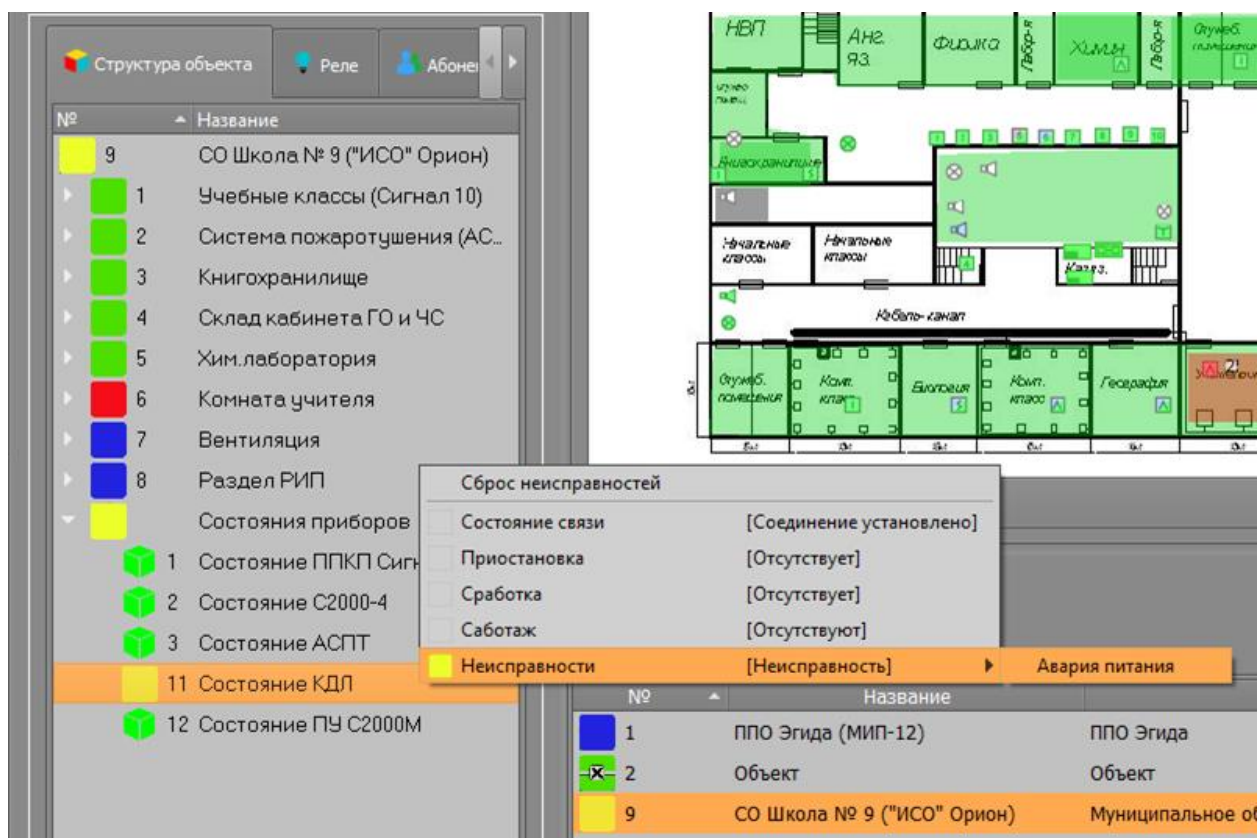 Структура объекта
Реле
Абоне
№ Название
9 СО Школа № 9 ("ИСО" Орион)
1 Учебные классы (Сигнал 10)
2 Система пожаротушения (АС...
3 Книгохранилище
4 Склад кабинета ГО и ЧС
5 Хим.лаборатория
6 Комната учителя
7 Вентиляция
8 Раздел РИП
Состояния приборов
1 Состояние ППКП Сигн
2 Состояние С2000-4
3 Состояние АСПТ
11 Состояние КДЛ
12 Состояние ПУ С2000М
Сброс неисправностей
Состояние связи [Соединение установлено]
Приостановка [Отсутствует]
Сработка [Отсутствует]
Саботаж [Отсутствуют]
Неисправности [Неисправность]
Авария питания
НВП
Анг.
яз.
Физика
Лабор-я
Химия
Лабор-я
Служеб.
Книгохранилище
Начальные
классы
Начальные
классы
Кабель-канал
Служеб.
помещения
Комп.
класс
Биология
Комп.
класс
География
№ Название
1 ППО Эгида (МИП-12) ППО Эгида
2 Объект Объект
9 СО Школа № 9 ("ИСО" Орион) Муниципальное об